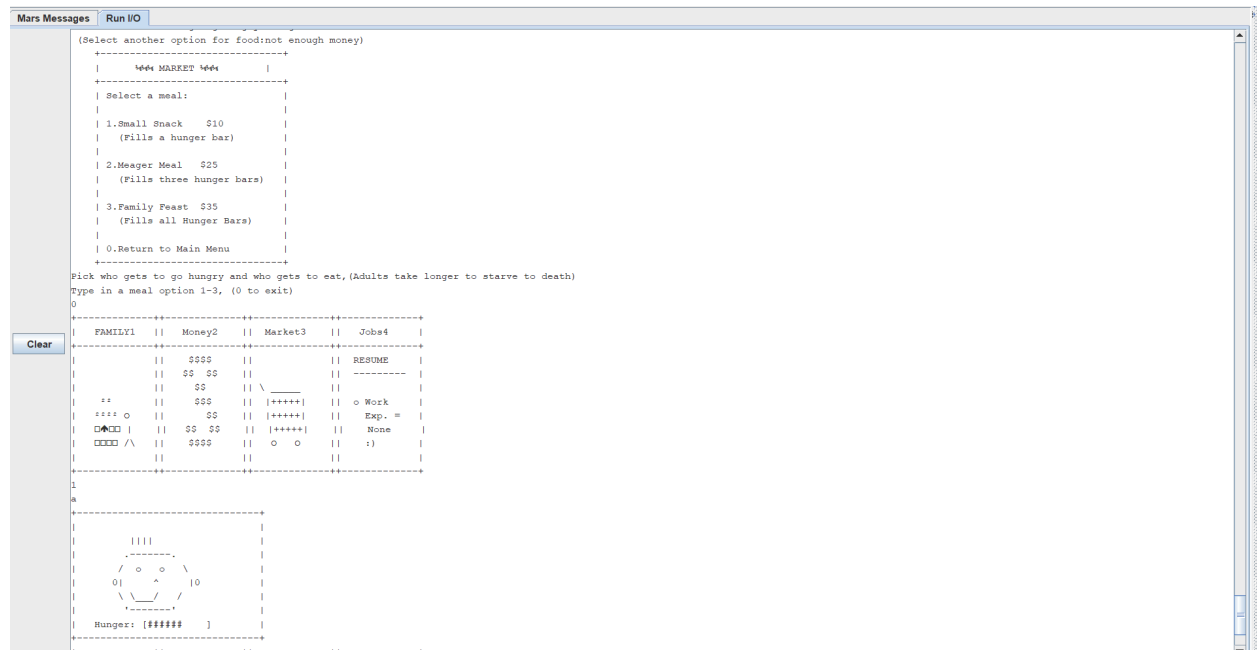 Mars Messages Run I/O
(Select another option for food:not enough money)
+------------------------------+
| MARKET |
+------------------------------+
| Select a meal: |
| |
| 1.Small Snack $10 |
| (Fills a hunger bar) |
| |
| 2.Meager Meal $25 |
| (Fills three hunger bars) |
| |
| 3.Family Feast $35 |
| (Fills all Hunger Bars) |
| |
| 0.Return to Main Menu |
+------------------------------+
Pick who gets to go hungry and who gets to eat,(Adults take longer to starve to death)
Type in a meal option 1-3, (0 to exit)
0
+-------------++-------------++-------------++-------------+
| FAMILY1 || Money2 || Market3 || Jobs4 |
+-------------++-------------++-------------++-------------+
| || $$$$ || || RESUME |
| || $$ $$ || || --------- |
| || $$ || \ _____ || |
| || $$$ || |+++++| || o Work |
| o || $$ || |+++++| || Exp. = |
| □♠□□ | || $$ $$ || |+++++| || None |
| □□□□ /\ || $$$$ || o o || :) |
| || || || |
+-------------++-------------++-------------++-------------+
1
a
+------------------------------+
| |
| |||| |
| .-------. |
| / o o \ |
| 0| ^ |0 |
| \ \___/ / |
| '-------' |
| Hunger: [###### ] |
+------------------------------+
Clear